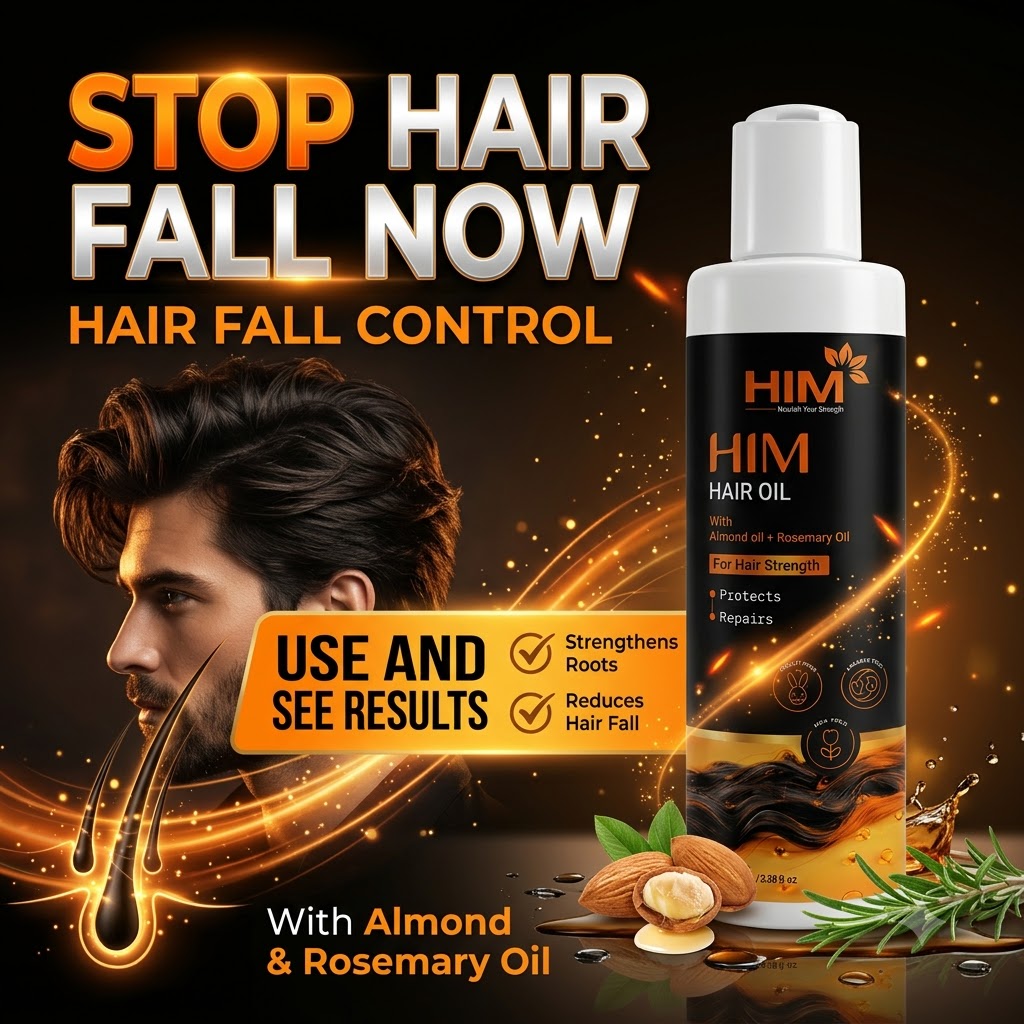 STOP HAIR
FALL NOW
HAIR FALL CONTROL
USE AND
SEE RESULTS
Strengthens
Roots
Reduces
Hair Fall
With Almond
& Rosemary Oil
HIM
HIM
HAIR OIL
With
Almond oil + Rosemary Oil
For Hair Strength
Protects
Repairs